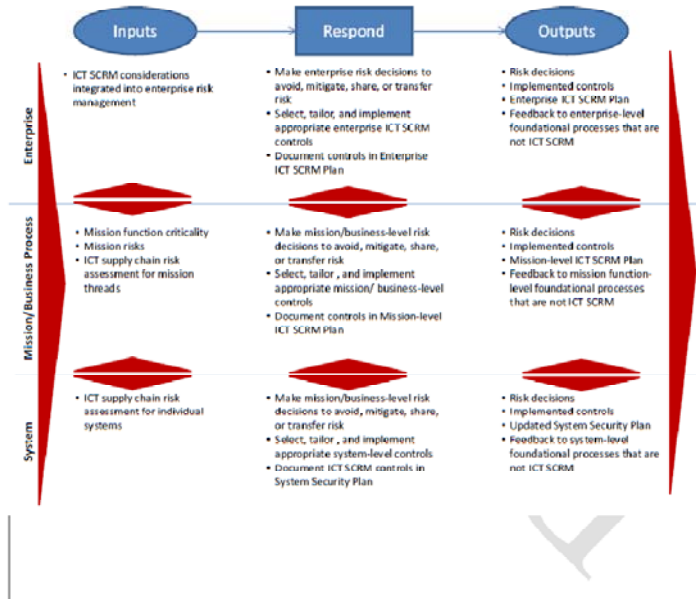 Inputs
Respond
Outputs
Enterprise
• ICT SCRM considerations
integrated into enterprise risk
management
• Make enterprise risk decisions to
avoid, mitigate, share, or transfer
risk
• Select, tailor, and implement
appropriate enterprise ICT SCRM
controls
• Document controls in Enterprise
ICT SCRM Plan
• Risk decisions
• Implemented controls
• Enterprise ICT SCRM Plan
• Feedback to enterprise-level
foundational processes that are
not ICT SCRM
Mission/Business Process
• Mission function criticality
• Mission risks
• ICT supply chain risk
assessment for mission
threads
• Make mission/business-level risk
decisions to avoid, mitigate, share,
or transfer risk
• Select, tailor , and implement
appropriate mission/ business-level
controls
• Document controls in Mission-level
ICT SCRM Plan
• Risk decisions
• Implemented controls
• Mission-level ICT SCRM Plan
• Feedback to mission function-
level foundational processes
that are not ICT SCRM
System
• ICT supply chain risk
assessment for individual
systems
• Make mission/business-level risk
decisions to avoid, mitigate, share,
or transfer risk
• Select, tailor , and implement
appropriate system-level controls
• Document ICT SCRM controls in
System Security Plan
• Risk decisions
• Implemented controls
• Updated System Security Plan
• Feedback to system-level
foundational processes that are
not ICT SCRM